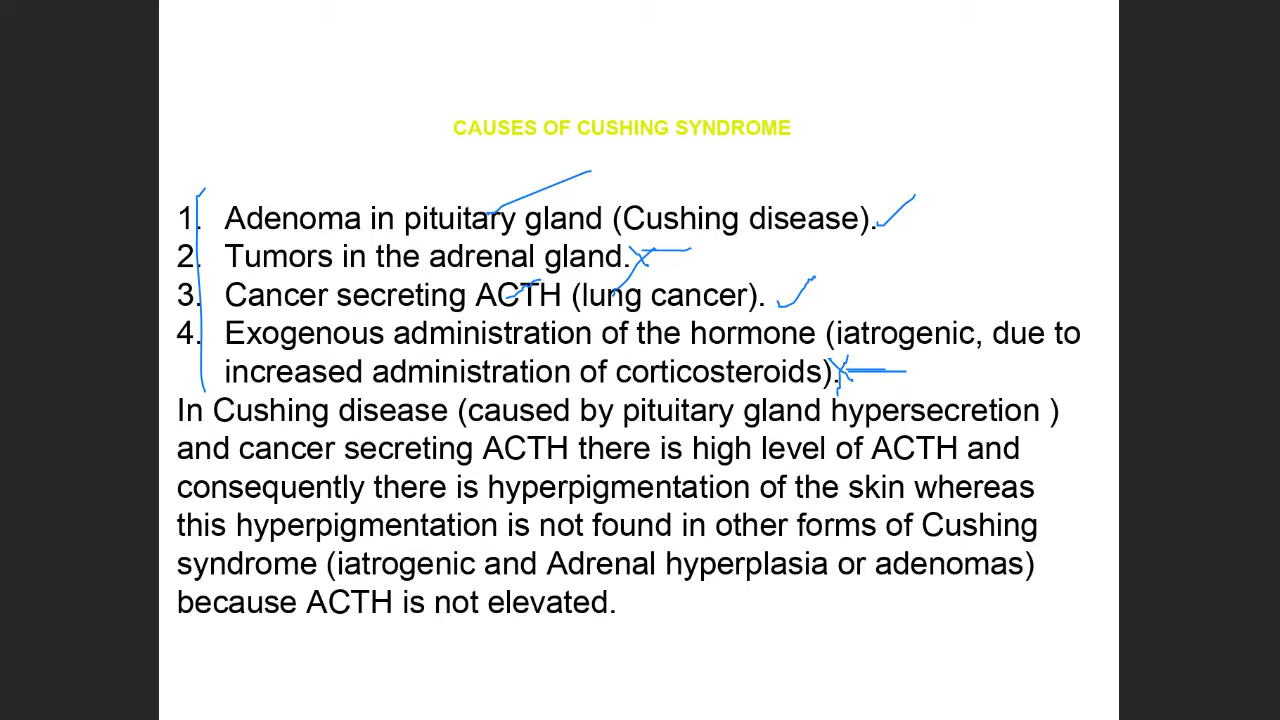 CAUSES OF CUSHING SYNDROME
1. Adenoma in pituitary gland (Cushing disease).
2. Tumors in the adrenal gland.
3. Cancer secreting ACTH (lung cancer).
4. Exogenous administration of the hormone (iatrogenic, due to
increased administration of corticosteroids).
In Cushing disease (caused by pituitary gland hypersecretion )
and cancer secreting ACTH there is high level of ACTH and
consequently there is hyperpigmentation of the skin whereas
this hyperpigmentation is not found in other forms of Cushing
syndrome (iatrogenic and Adrenal hyperplasia or adenomas)
because ACTH is not elevated.